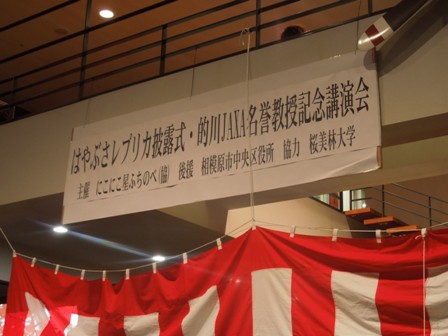 はやぶさレプリカ披露式・的川JAXA名誉教授記念講演会
主催 にこにこ星ふちのべ(協) 後援 相模原市中央区役所 協力 桜美林大学